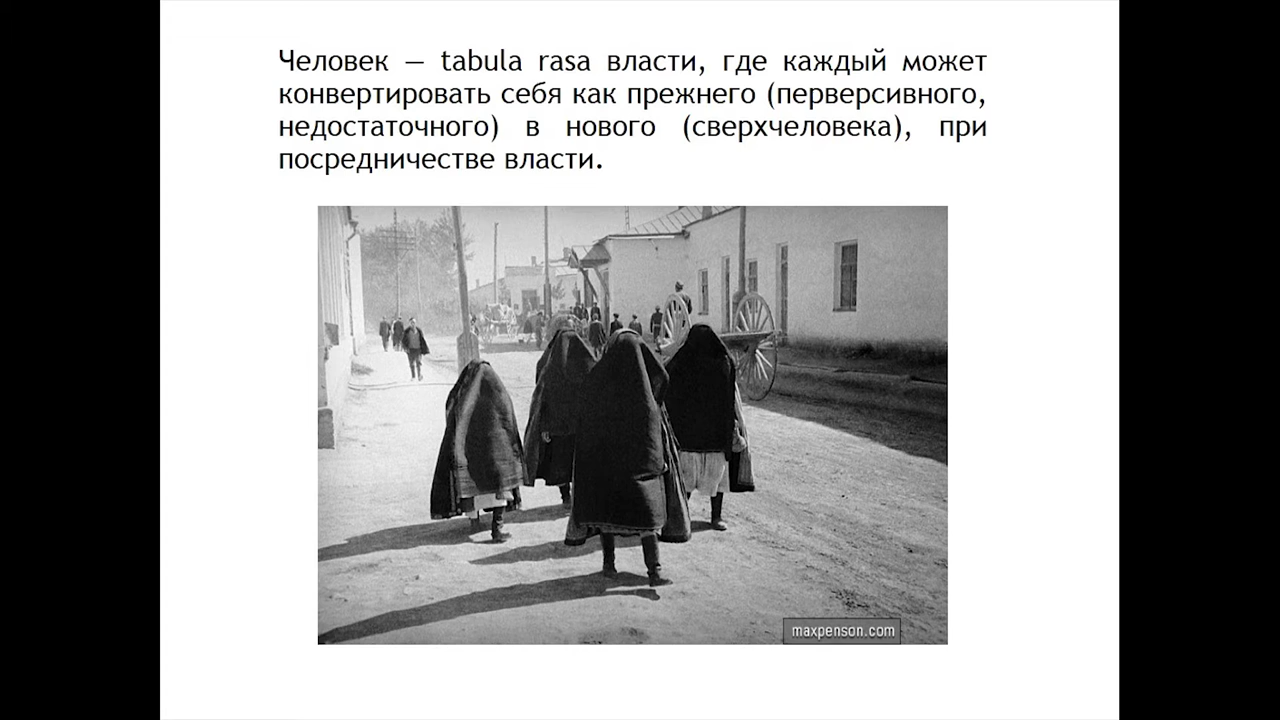 Человек — tabula rasa власти, где каждый может
конвертировать себя как прежнего (перверсивного,
недостаточного) в нового (сверхчеловека), при
посредничестве власти.
maxpenson.com